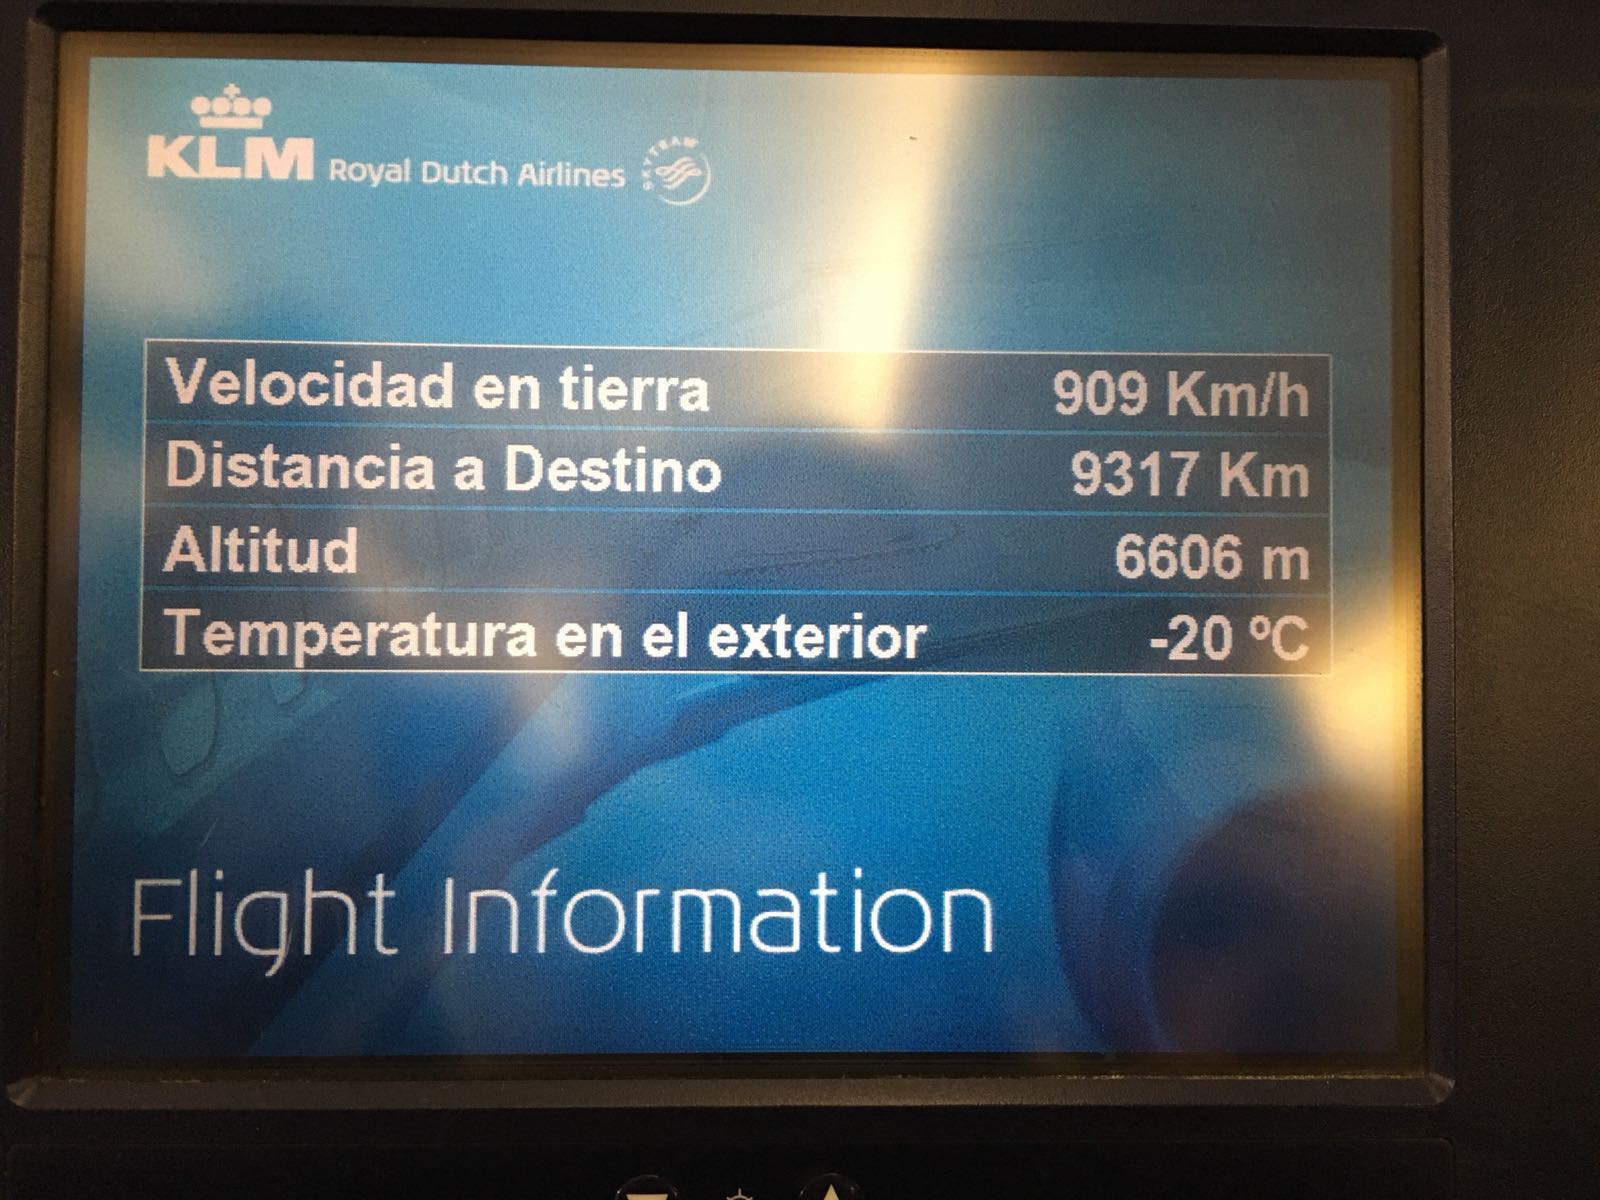 KLM Royal Dutch Airlines SKYTEAM
Velocidad en tierra 909 Km/h
Distancia a Destino 9317 Km
Altitud 6606 m
Temperatura en el exterior -20 ºC
Flight Information